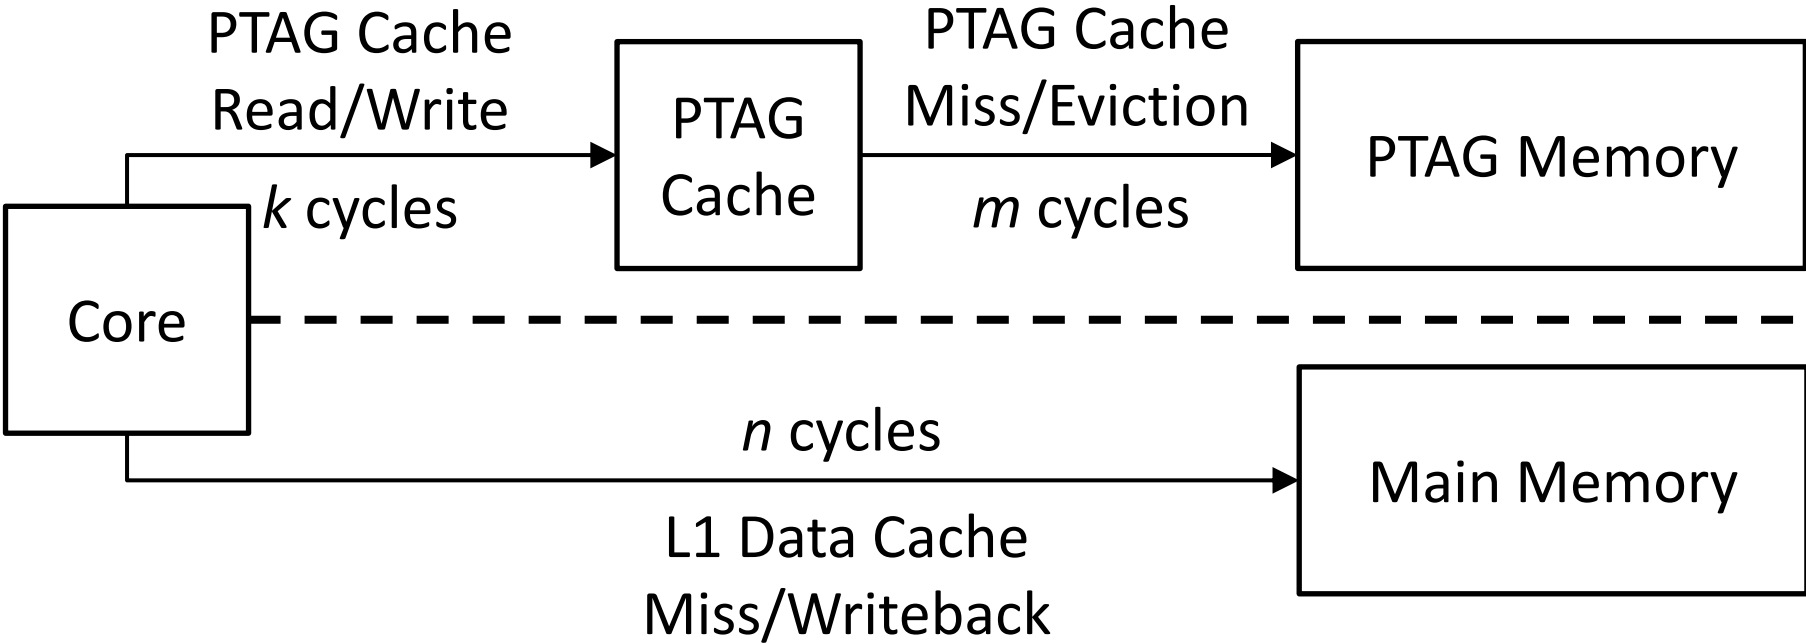 PTAG Cache
Read/Write
k cycles
PTAG
Cache
PTAG Cache
Miss/Eviction
m cycles
PTAG Memory
Core
n cycles
L1 Data Cache
Miss/Writeback
Main Memory